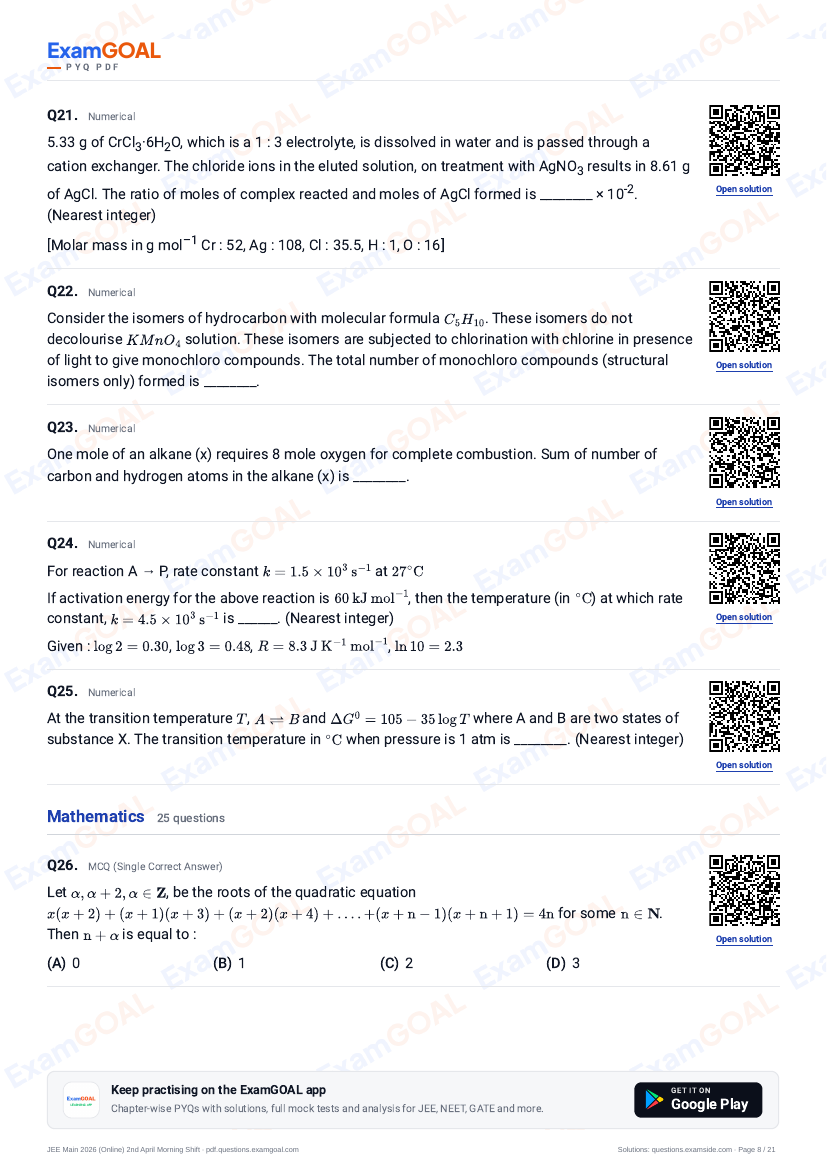 ExamGOAL
PYQ PDF
Q21. Numerical
5.33 g of CrCl3·6H2O, which is a 1 : 3 electrolyte, is dissolved in water and is passed through a
cation exchanger. The chloride ions in the eluted solution, on treatment with AgNO3 results in 8.61 g
of AgCl. The ratio of moles of complex reacted and moles of AgCl formed is _______ × 10^-2.
(Nearest integer)
[Molar mass in g mol^−1 Cr : 52, Ag : 108, Cl : 35.5, H : 1, O : 16]
Open solution
Q22. Numerical
Consider the isomers of hydrocarbon with molecular formula C5H10. These isomers do not
decolourise KMnO4 solution. These isomers are subjected to chlorination with chlorine in presence
of light to give monochloro compounds. The total number of monochloro compounds (structural
isomers only) formed is _______.
Open solution
Q23. Numerical
One mole of an alkane (x) requires 8 mole oxygen for complete combustion. Sum of number of
carbon and hydrogen atoms in the alkane (x) is _______.
Open solution
Q24. Numerical
For reaction A → P, rate constant k = 1.5 × 10^3 s^−1 at 27°C
If activation energy for the above reaction is 60 kJ mol^−1, then the temperature (in °C) at which rate
constant, k = 4.5 × 10^3 s^−1 is ______. (Nearest integer)
Given : log 2 = 0.30, log 3 = 0.48, R = 8.3 J K^−1 mol^−1, ln 10 = 2.3
Open solution
Q25. Numerical
At the transition temperature T, A ⇌ B and ΔG^0 = 105 − 35 log T where A and B are two states of
substance X. The transition temperature in °C when pressure is 1 atm is _______. (Nearest integer)
Open solution
Mathematics 25 questions
Q26. MCQ (Single Correct Answer)
Let α, α + 2, α ∈ Z, be the roots of the quadratic equation
x(x + 2) + (x + 1)(x + 3) + (x + 2)(x + 4) + . . . . +(x + n − 1)(x + n + 1) = 4n for some n ∈ N.
Then n + α is equal to :
Open solution
(A) 0 (B) 1 (C) 2 (D) 3
Keep practising on the ExamGOAL app
Chapter-wise PYQs with solutions, full mock tests and analysis for JEE, NEET, GATE and more.
GET IT ON
Google Play
JEE Main 2026 (Online) 2nd April Morning Shift · pdf.questions.examgoal.com
Solutions: questions.examside.com · Page 8 / 21